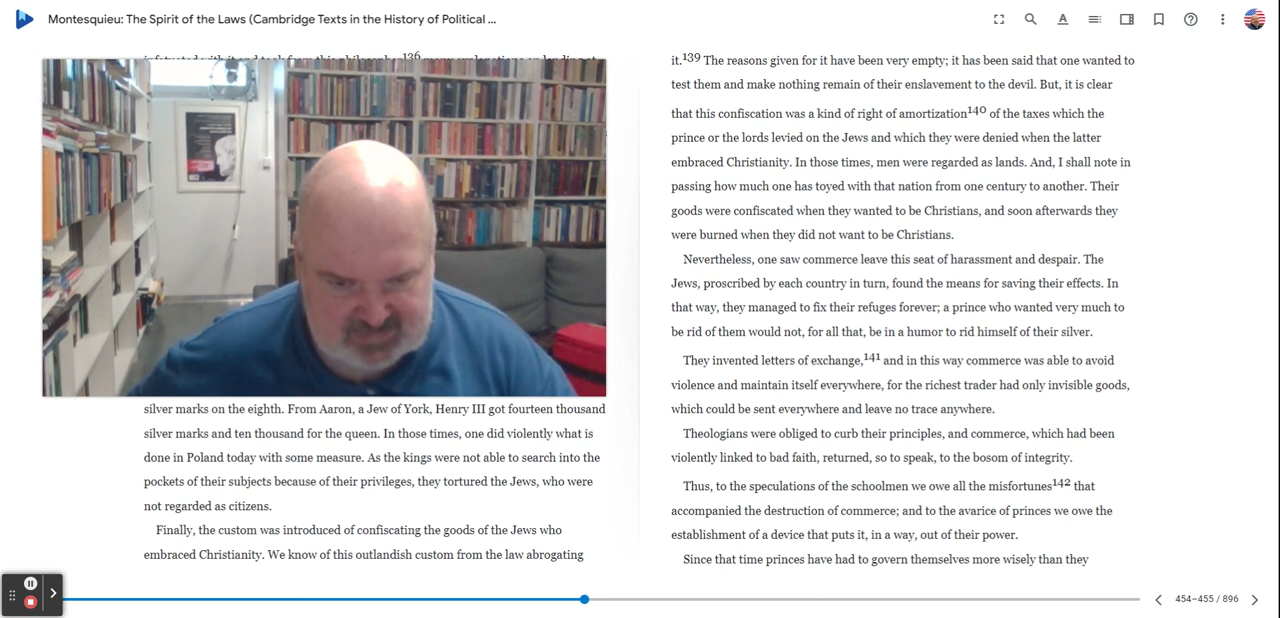 Montesquieu: The Spirit of the Laws (Cambridge Texts in the History of Political ...
silver marks on the eighth. From Aaron, a Jew of York, Henry III got fourteen thousand
silver marks and ten thousand for the queen. In those times, one did violently what is
done in Poland today with some measure. As the kings were not able to search into the
pockets of their subjects because of their privileges, they tortured the Jews, who were
not regarded as citizens.
Finally, the custom was introduced of confiscating the goods of the Jews who
embraced Christianity. We know of this outlandish custom from the law abrogating
it.139 The reasons given for it have been very empty; it has been said that one wanted to
test them and make nothing remain of their enslavement to the devil. But, it is clear
that this confiscation was a kind of right of amortization140 of the taxes which the
prince or the lords levied on the Jews and which they were denied when the latter
embraced Christianity. In those times, men were regarded as lands. And, I shall note in
passing how much one has toyed with that nation from one century to another. Their
goods were confiscated when they wanted to be Christians, and soon afterwards they
were burned when they did not want to be Christians.
Nevertheless, one saw commerce leave this seat of harassment and despair. The
Jews, proscribed by each country in turn, found the means for saving their effects. In
that way, they managed to fix their refuges forever; a prince who wanted very much to
be rid of them would not, for all that, be in a humor to rid himself of their silver.
They invented letters of exchange,141 and in this way commerce was able to avoid
violence and maintain itself everywhere, for the richest trader had only invisible goods,
which could be sent everywhere and leave no trace anywhere.
Theologians were obliged to curb their principles, and commerce, which had been
violently linked to bad faith, returned, so to speak, to the bosom of integrity.
Thus, to the speculations of the schoolmen we owe all the misfortunes142 that
accompanied the destruction of commerce; and to the avarice of princes we owe the
establishment of a device that puts it, in a way, out of their power.
Since that time princes have had to govern themselves more wisely than they
454–455 / 896